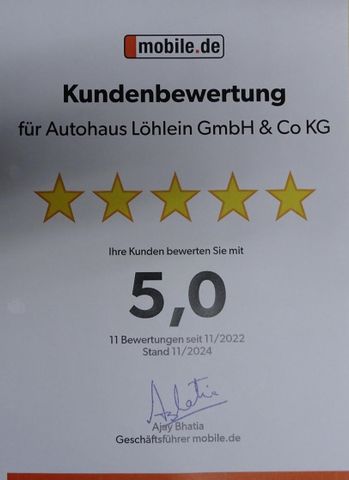 mobile.de
Kundenbewertung
für Autohaus Löhlein GmbH & Co KG
Ihre Kunden bewerten Sie mit
5,0
11 Bewertungen seit 11/2022
Stand 11/2024
Ajay Bhatia
Geschäftsführer mobile.de